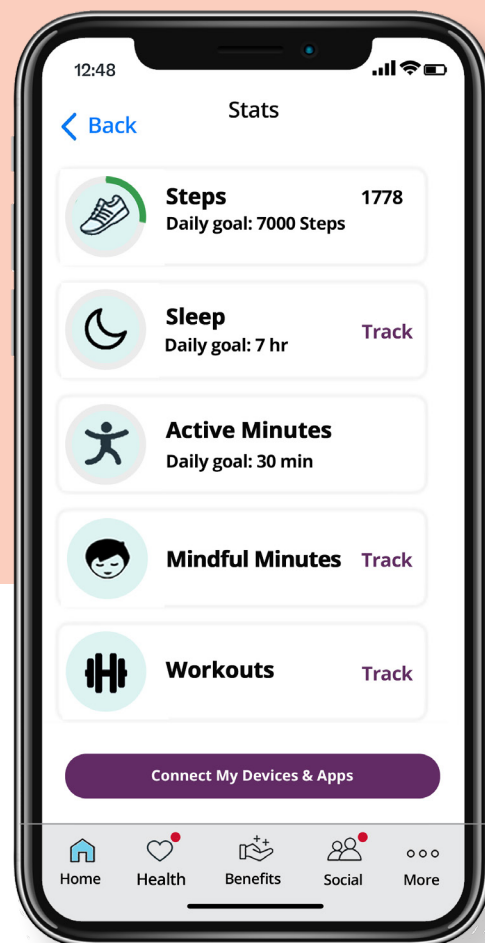 12:48
Stats
Back
Steps
1778
Daily goal: 7000 Steps
Sleep
Daily goal: 7 hr
Track
Active Minutes
Daily goal: 30 min
Mindful Minutes
Track
Workouts
Track
Connect My Devices & Apps
Home
Health
Benefits
Social
More